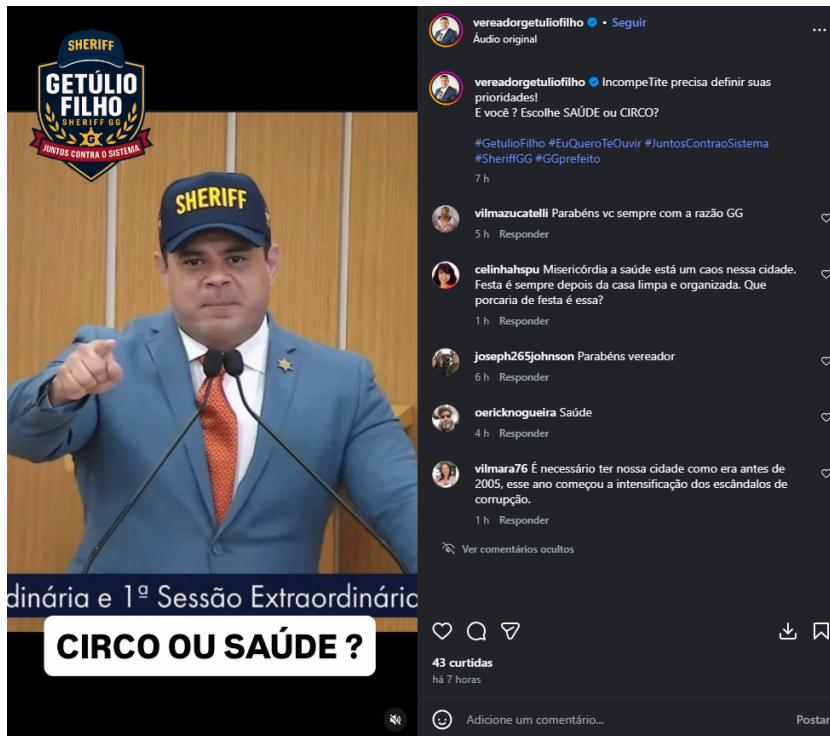 SHERIFF
GETÚLIO
FILHO
SHERIFF GG
G
JUNTOS CONTRA O SISTEMA
SHERIFF
dinária e 1ª Sessão Extraordinária
CIRCO OU SAÚDE ?
vereadorgetuliofilho • Seguir
Áudio original
vereadorgetuliofilho IncompeTite precisa definir suas
prioridades!
E você ? Escolhe SAÚDE ou CIRCO?
#GetulioFilho #EuQueroTeOuvir #JuntosContraoSistema
#SheriffGG #GGprefeito
7 h
vilmazucatelli Parabéns vc sempre com a razão GG
5 h Responder
celinhahspu Misericórdia a saúde está um caos nessa cidade.
Festa é sempre depois da casa limpa e organizada. Que
porcaria de festa é essa?
1 h Responder
joseph265johnson Parabéns vereador
6 h Responder
oericknogueira Saúde
4 h Responder
vilmara76 É necessário ter nossa cidade como era antes de
2005, esse ano começou a intensificação dos escândalos de
corrupção.
1 h Responder
Ver comentários ocultos
43 curtidas
há 7 horas
Adicione um comentário...
Postar